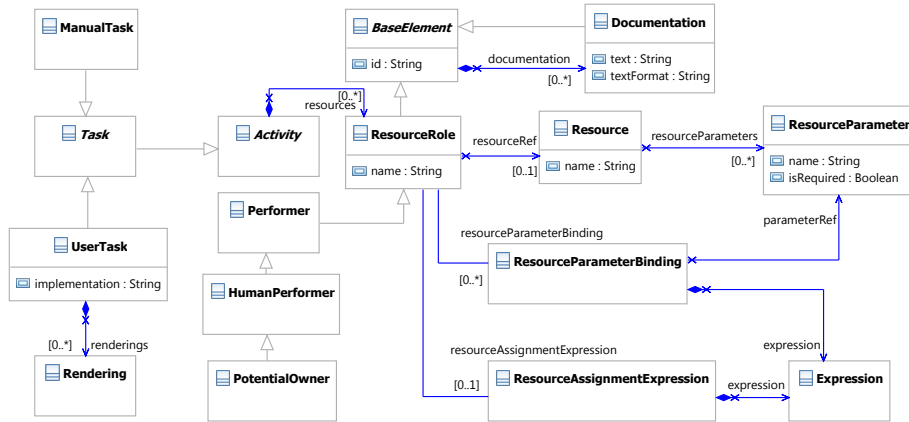 ManualTask
BaseElement
id : String
Documentation
text : String
textFormat : String
documentation
[0..*]
Task
Activity
[0..*]
resources
ResourceRole
name : String
resourceRef
[0..1]
Resource
name : String
resourceParameters
[0..*]
ResourceParameter
name : String
isRequired : Boolean
parameterRef
Performer
UserTask
implementation : String
resourceParameterBinding
[0..*]
ResourceParameterBinding
HumanPerformer
[0..*]
renderings
Rendering
PotentialOwner
resourceAssignmentExpression
[0..1]
ResourceAssignmentExpression
expression
expression
Expression